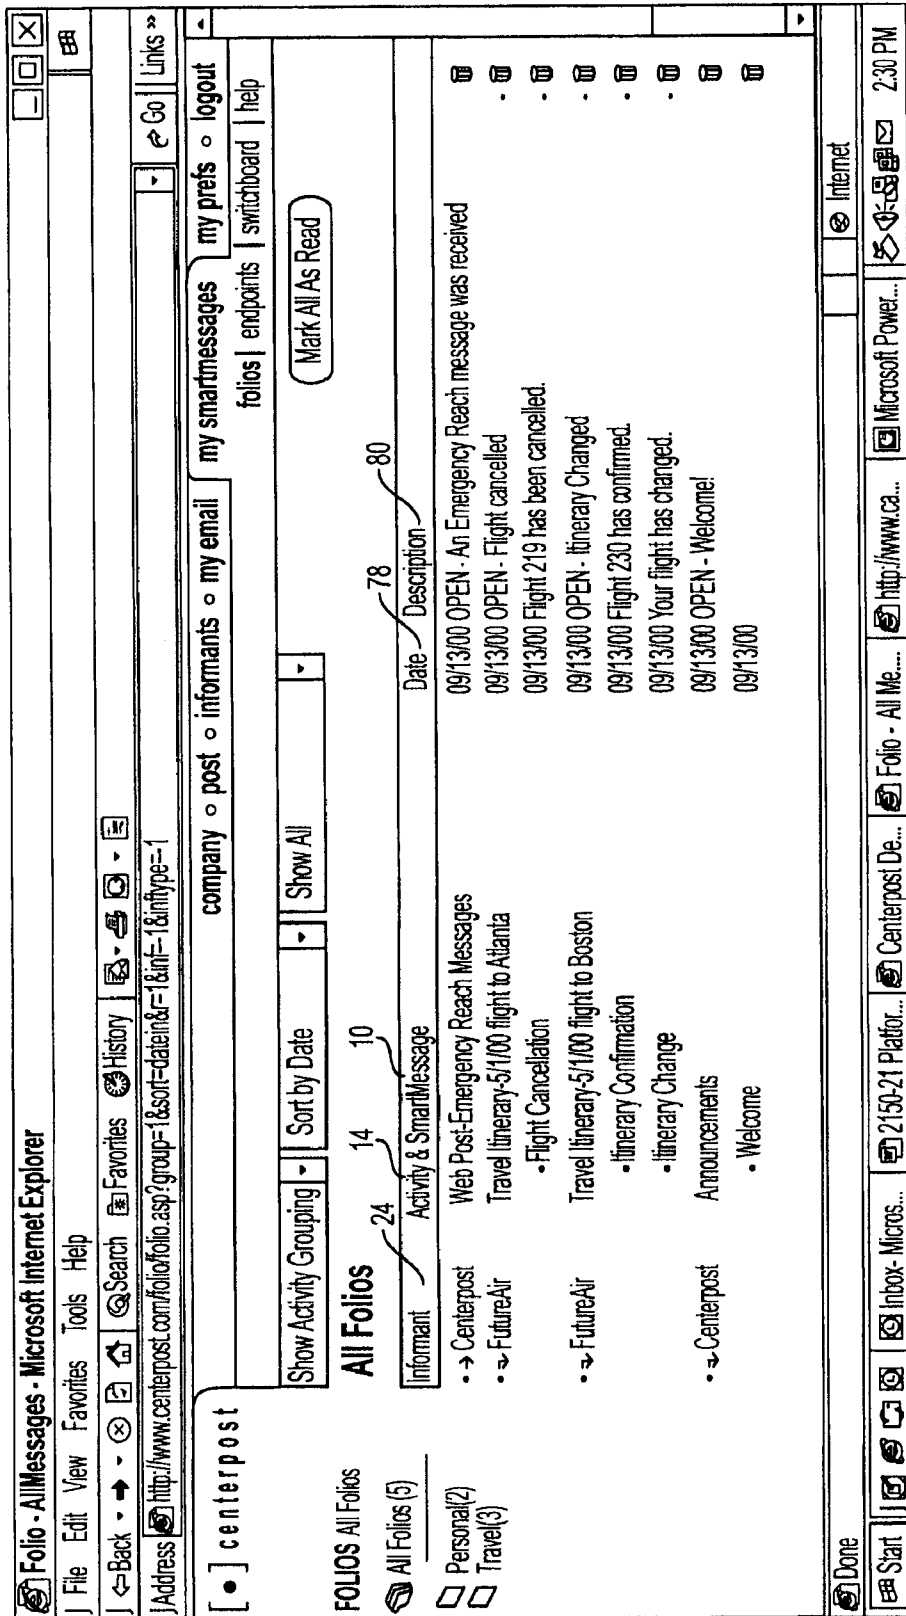 Folio - AllMessages - Microsoft Internet Explorer
File Edit View Favorites Tools Help
Back Search Favorites History
Address http://www.centerpost.com/folio/folio.asp?group=1&sort=datein&r=1&inf=-1&inftype=-1 Go Links »
[•] centerpost
company o post o informants o my email my smartmessages my prefs o logout
folios | endpoints | switchboard | help
FOLIOS All Folios
All Folios (5)
Personal(2)
Travel(3)
Show Activity Grouping Sort by Date Show All Mark All As Read
All Folios
24 14 10 78 80
Informant Activity & SmartMessage Date Description
• → Centerpost Web Post-Emergency Reach Messages 09/13/00 OPEN - An Emergency Reach message was received
• FutureAir Travel Itinerary-5/1/00 flight to Atlanta 09/13/00 OPEN - Flight cancelled
• Flight Cancellation 09/13/00 Flight 219 has been cancelled.
• FutureAir Travel Itinerary-5/1/00 flight to Boston 09/13/00 OPEN - Itinerary Changed
• Itinerary Confirmation 09/13/00 Flight 230 has confirmed.
• Itinerary Change 09/13/00 Your flight has changed.
• Centerpost Announcements 09/13/00 OPEN - Welcome!
• Welcome 09/13/00
Done Internet
Start Inbox- Micros... 2150-21 Platfor... Centerpost De... Folio - All Me.... http://www.ca... Microsoft Power... 2:30 PM